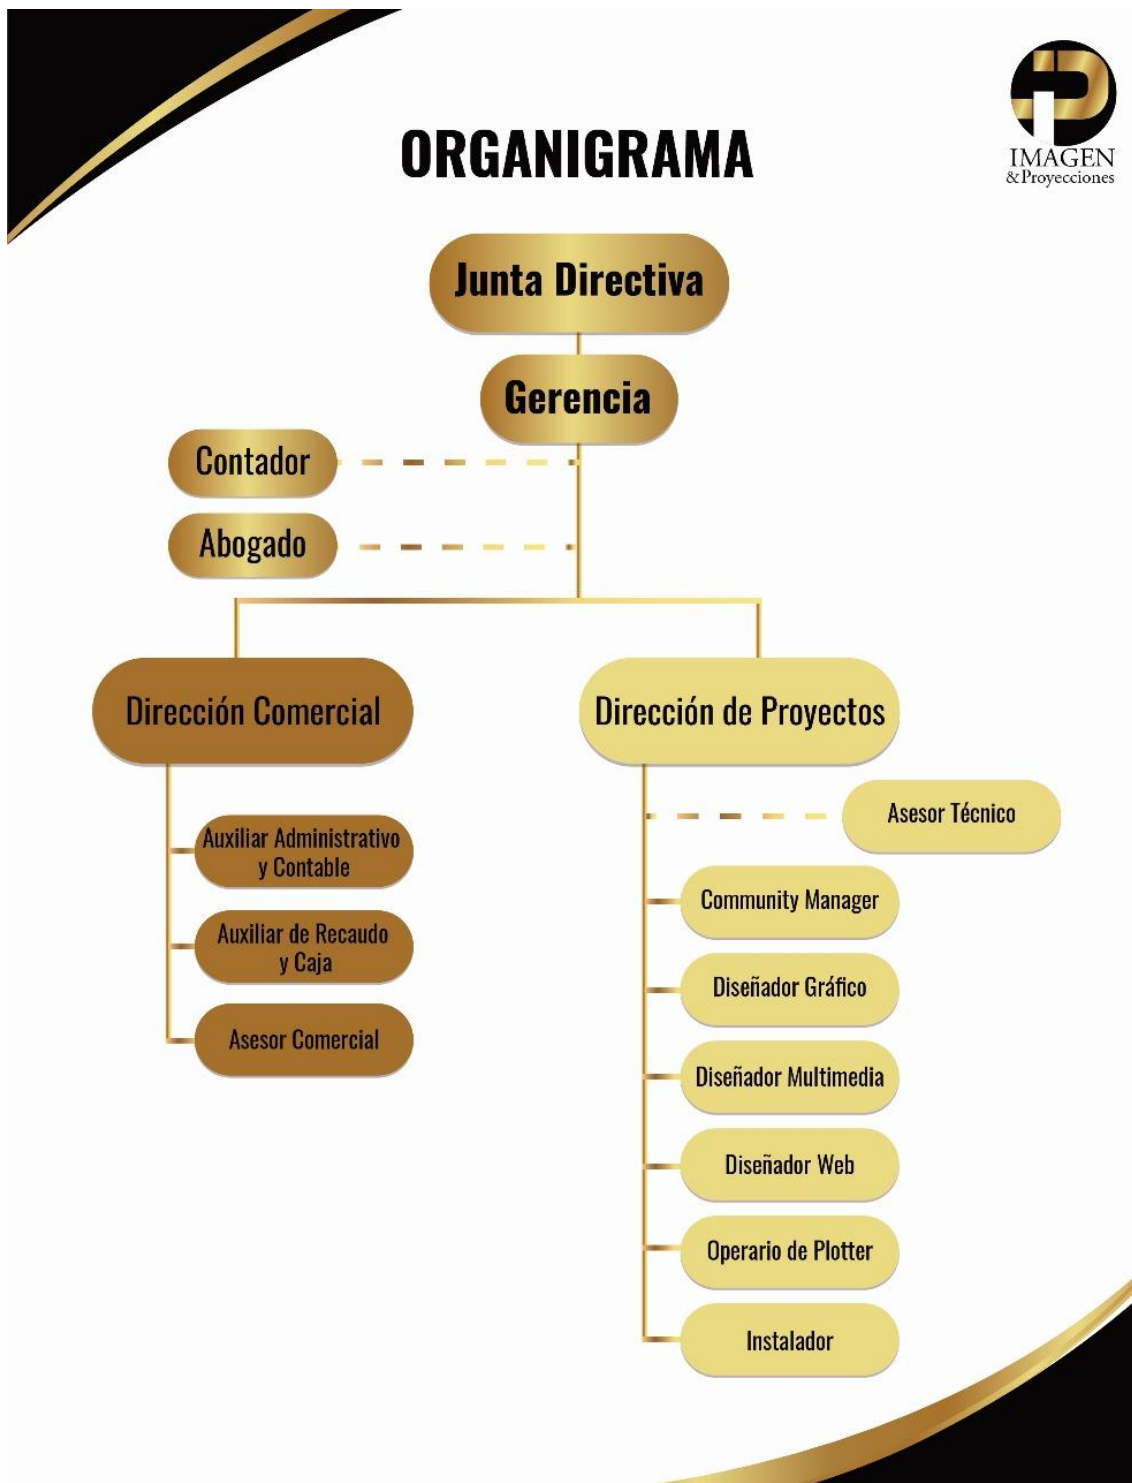 ORGANIGRAMA
IMAGEN
&Proyecciones
Junta Directiva
Gerencia
Contador
Abogado
Dirección Comercial
Auxiliar Administrativo
y Contable
Auxiliar de Recaudo
y Caja
Asesor Comercial
Dirección de Proyectos
Asesor Técnico
Community Manager
Diseñador Gráfico
Diseñador Multimedia
Diseñador Web
Operario de Plotter
Instalador